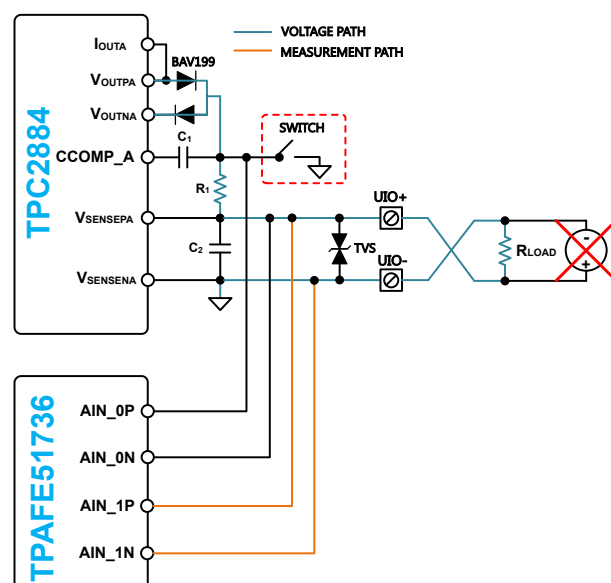 TPC2884
IOUTA
VOUTPA
VOUTNA
CCOMP_A
VSENSEPA
VSENSENA
BAV199
VOLTAGE PATH
MEASUREMENT PATH
C1
SWITCH
R1
C2
TVS
UIO+
UIO-
RLOAD
-
+
TPAFE51736
AIN_0P
AIN_0N
AIN_1P
AIN_1N